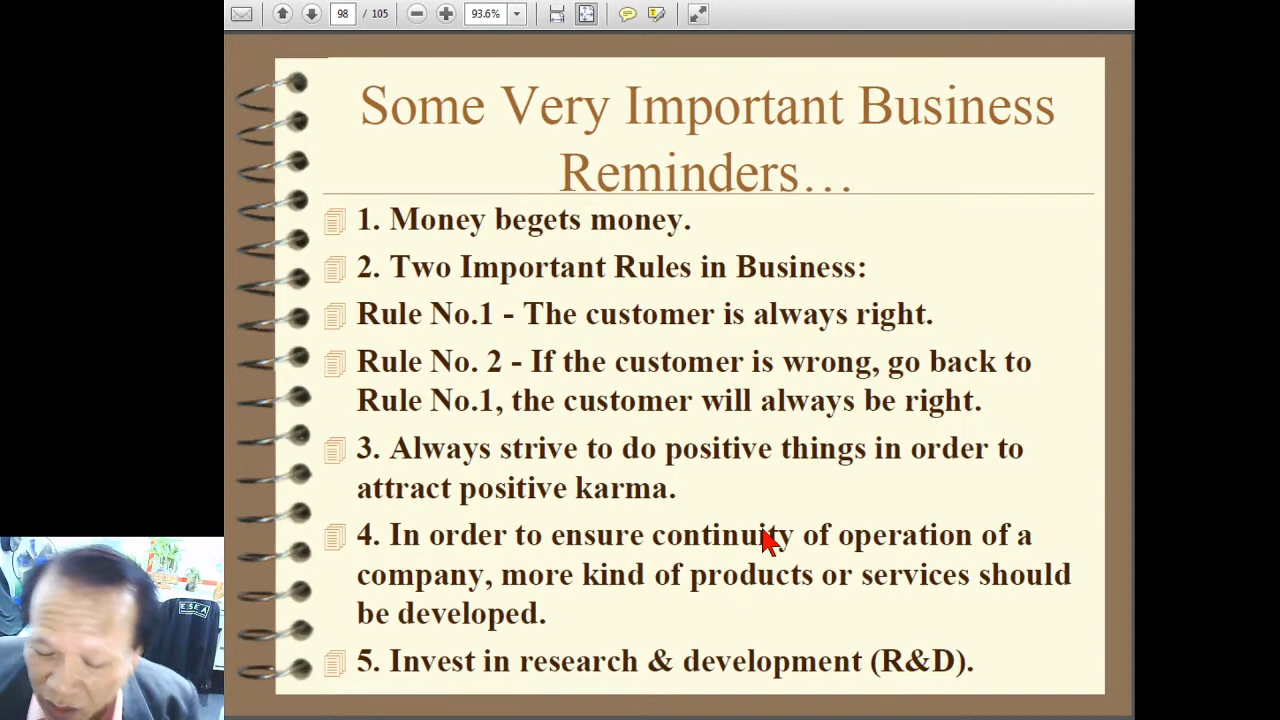 98 / 105 93.6%
Some Very Important Business
Reminders…
1. Money begets money.
2. Two Important Rules in Business:
Rule No.1 - The customer is always right.
Rule No. 2 - If the customer is wrong, go back to
Rule No.1, the customer will always be right.
3. Always strive to do positive things in order to
attract positive karma.
4. In order to ensure continuity of operation of a
company, more kind of products or services should
be developed.
5. Invest in research & development (R&D).
ESEA